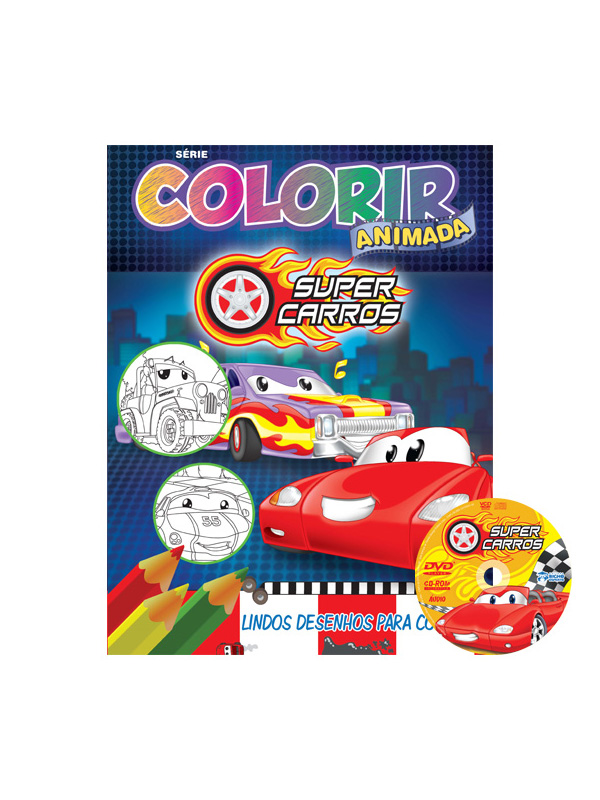 SÉRIE
COLORIR
ANIMADA
SUPER
CARROS
55
LINDOS DESENHOS PARA CO
SUPER
CARROS
DVD
CD-ROM
ÁUDIO